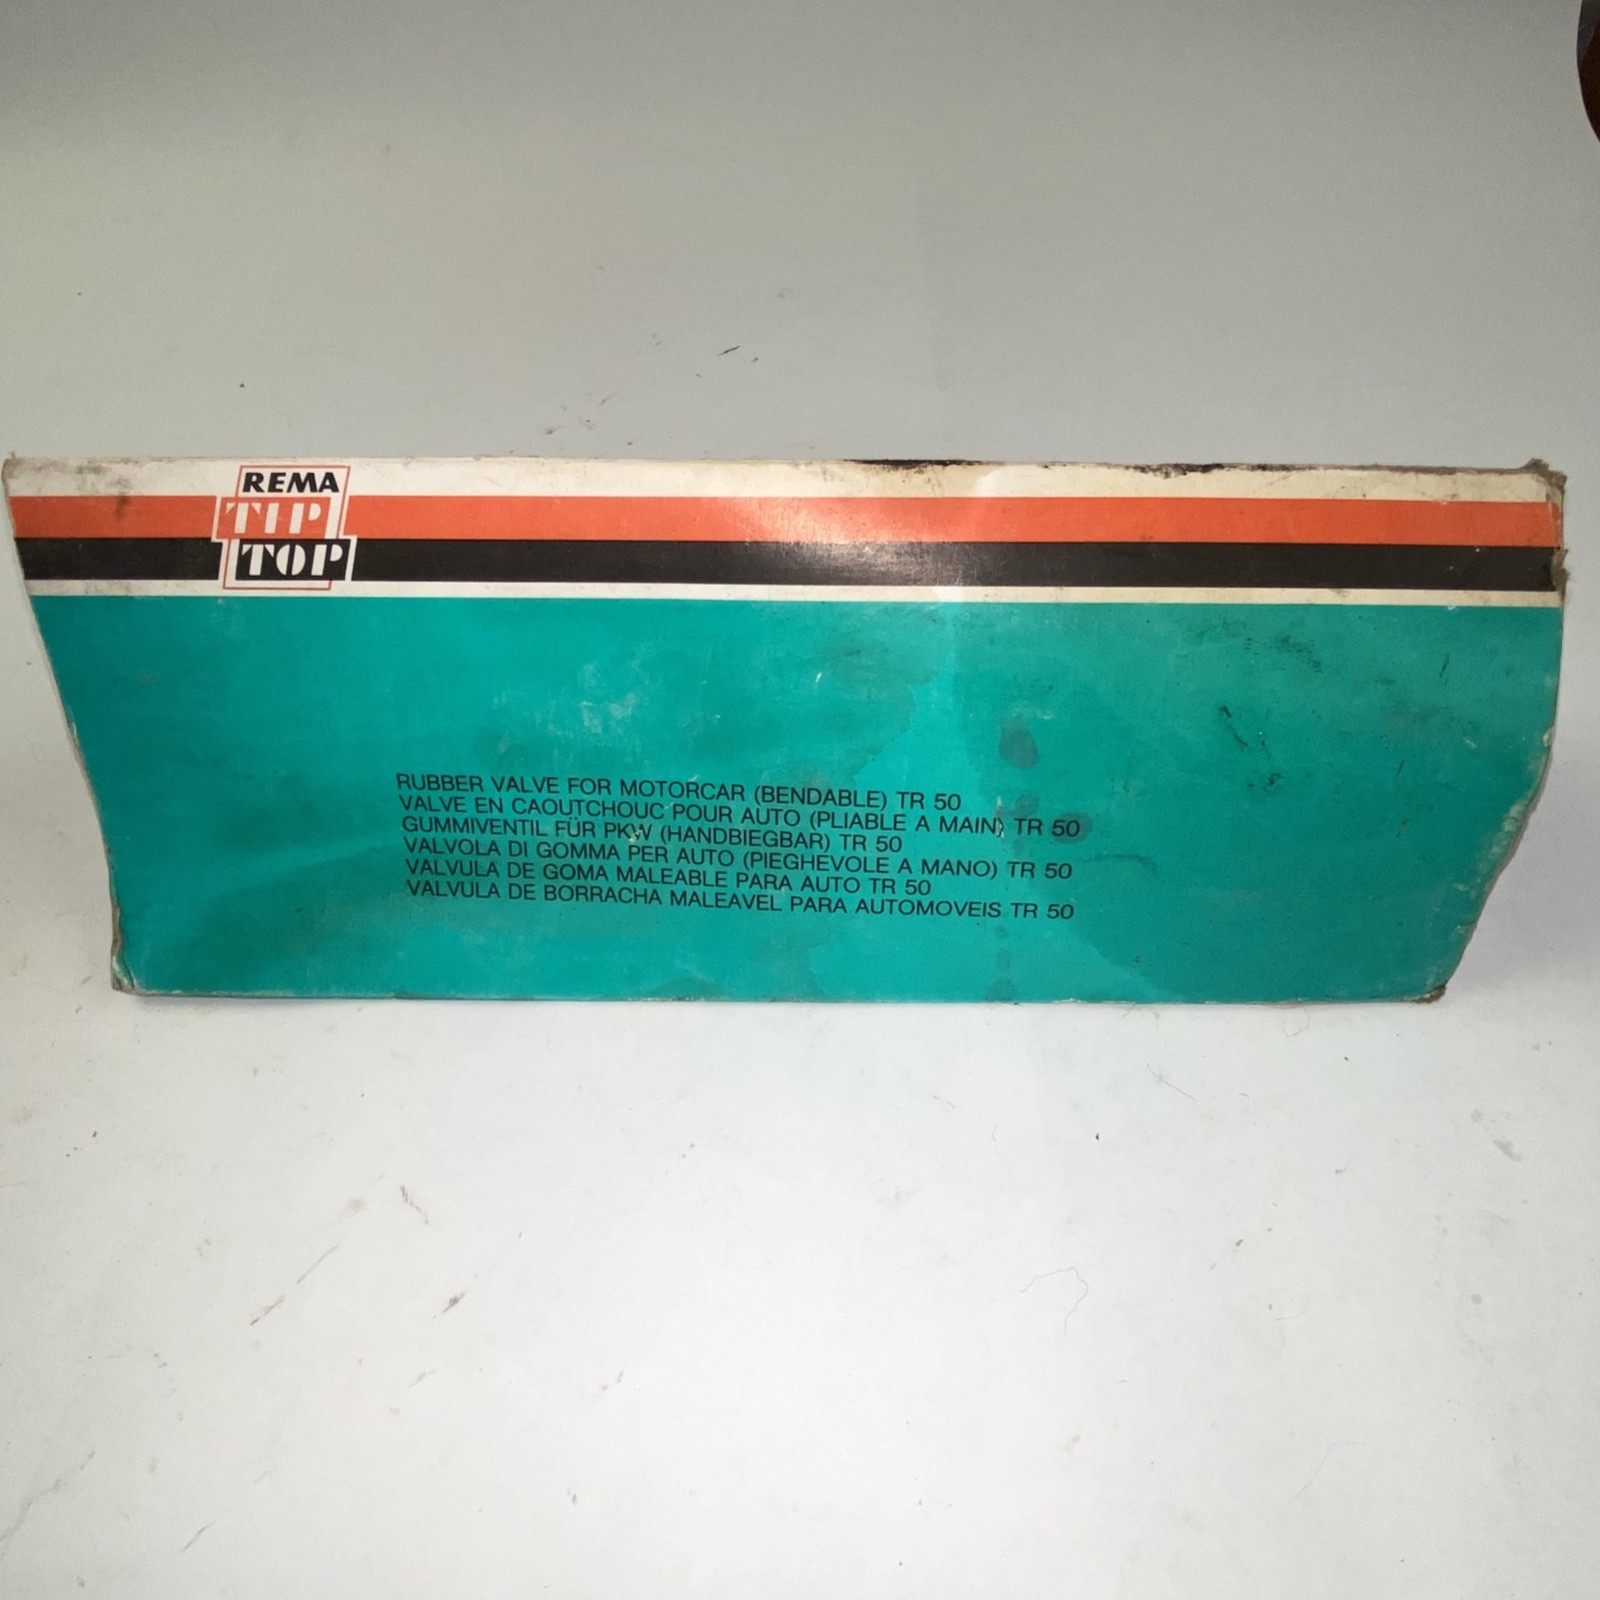 REMA
TIP
TOP
RUBBER VALVE FOR MOTORCAR (BENDABLE) TR 50
VALVE EN CAOUTCHOUC POUR AUTO (PLIABLE A MAIN) TR 50
GUMMIVENTIL FÜR PKW (HANDBIEGBAR) TR 50
VALVOLA DI GOMMA PER AUTO (PIEGHEVOLE A MANO) TR 50
VALVULA DE GOMA MALEABLE PARA AUTO TR 50
VALVULA DE BORRACHA MALEAVEL PARA AUTOMOVEIS TR 50